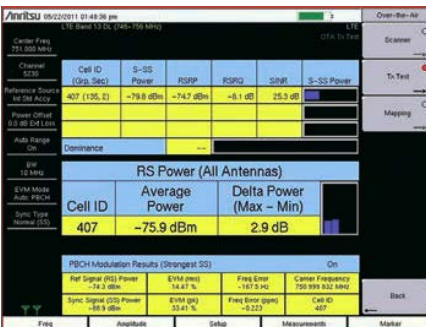 /Inritsu 05/22/2011 01:48:36 pm
Over-the-Air
LTE Band 13 DL (746-756 MHz)
LTE
OTA Tx Test
Center Freq
751.000 MHz
Channel
5230
Reference Source
Int Std Accy
Power Offset
0.0 dB Ext Loss
Auto Range
On
BW
10 MHz
EVM Mode
Auto: PBCH
Sync Type
Normal (SS)
Cell ID
(Grp, Sec)
S-SS
Power
RSRP
RSRQ
SINR
S-SS Power
407 (135, 2)
-79.8 dBm
-74.7 dBm
-8.1 dB
25.3 dB
Dominance
--
RS Power (All Antennas)
Cell ID
Average
Power
Delta Power
(Max - Min)
407
-75.9 dBm
2.9 dB
PBCH Modulation Results (Strongest SS)
On
Ref Signal (RS) Power
-74.3 dBm
EVM (rms)
14.47 %
Freq Error
-167.5 Hz
Carrier Frequency
750.999 832 MHz
Sync Signal (SS) Power
EVM (pk)
33.41 %
Freq Error (ppm)
-0.223
Cell ID
407
Scanner
Tx Test
Mapping
Back
Freq
Amplitude
Setup
Measurements
Marker